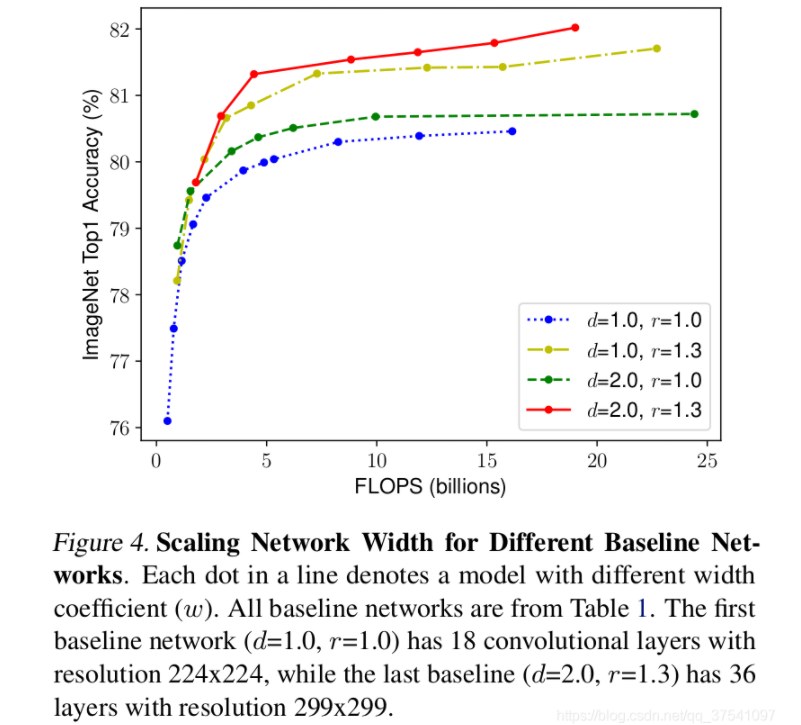 82
81
80
79
78
77
76
ImageNet Top1 Accuracy (%)
d=1.0, r=1.0
d=1.0, r=1.3
d=2.0, r=1.0
d=2.0, r=1.3
0 5 10 15 20 25
FLOPS (billions)
Figure 4. Scaling Network Width for Different Baseline Net-
works. Each dot in a line denotes a model with different width
coefficient (w). All baseline networks are from Table 1. The first
baseline network (d=1.0, r=1.0) has 18 convolutional layers with
resolution 224x224, while the last baseline (d=2.0, r=1.3) has 36
layers with resolution 299x299.
https://blog.csdn.net/qq_37541097